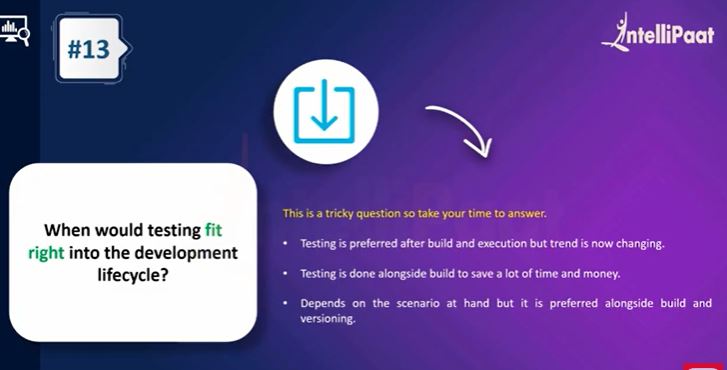 #13
IntelliPaat
When would testing fit
right into the development
lifecycle?
This is a tricky question so take your time to answer.
• Testing is preferred after build and execution but trend is now changing.
• Testing is done alongside build to save a lot of time and money.
• Depends on the scenario at hand but it is preferred alongside build and
versioning.